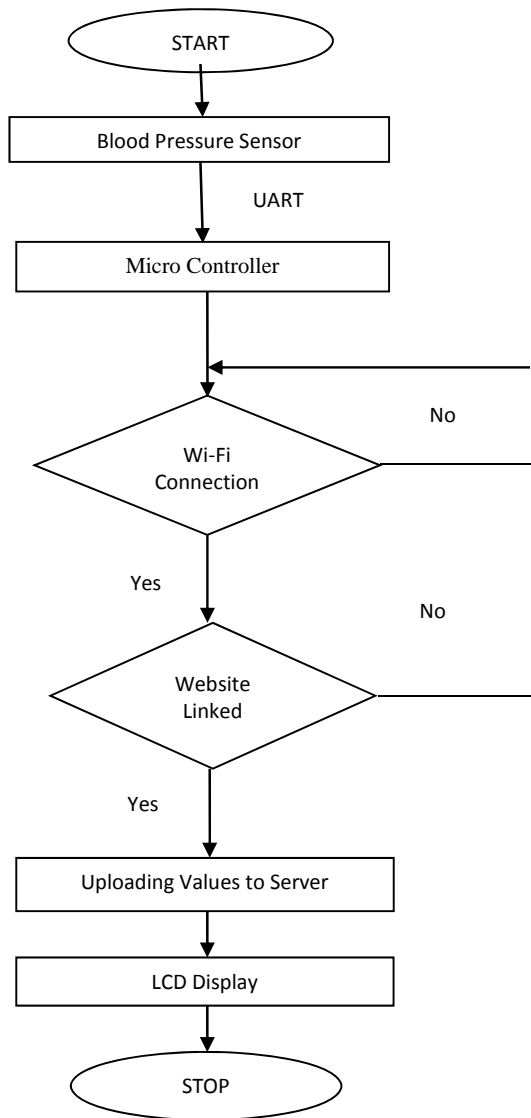 START
Blood Pressure Sensor
UART
Micro Controller
No
Wi-Fi
Connection
Yes
No
Website
Linked
Yes
Uploading Values to Server
LCD Display
STOP